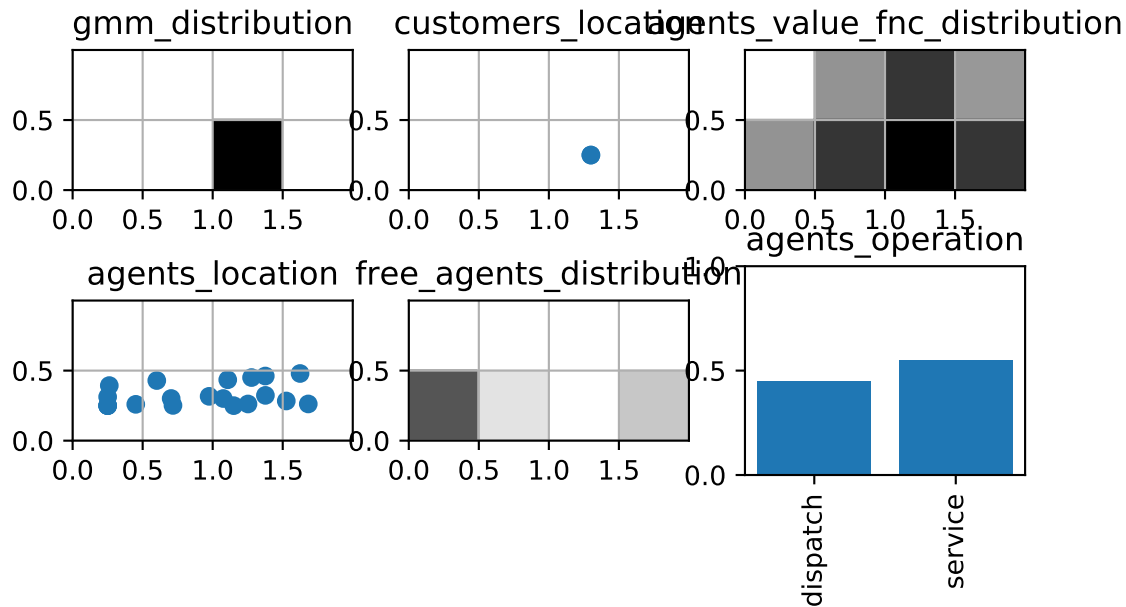 gmm_distribution
0.5
0.0
0.0 0.5 1.0 1.5
customers_location
0.5
0.0
0.0 0.5 1.0 1.5
agents_value_fnc_distribution
0.5
0.0
0.0 0.5 1.0 1.5
agents_location
0.5
0.0
0.0 0.5 1.0 1.5
free_agents_distribution
0.5
0.0
0.0 0.5 1.0 1.5
agents_operation
1.0
0.5
0.0
dispatch
service